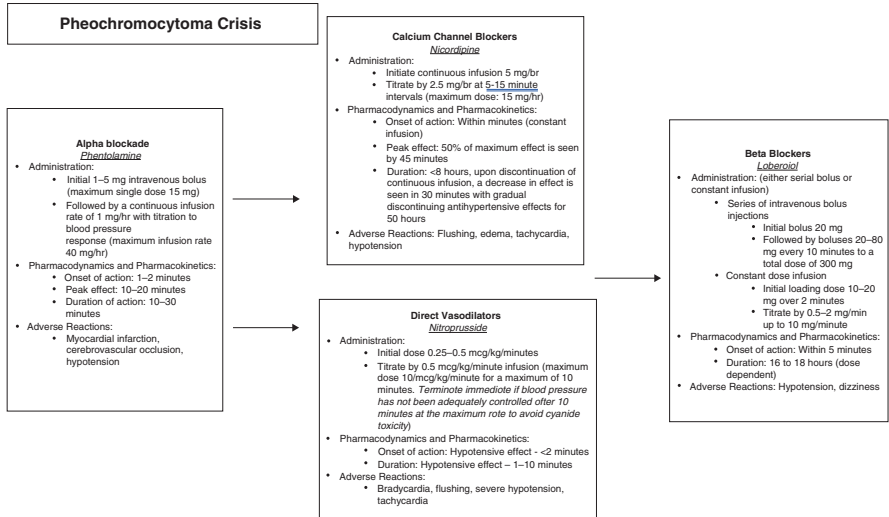 Pheochromocytoma Crisis
Alpha blockade
Phentolamine
• Administration:
• Initial 1–5 mg intravenous bolus
(maximum single dose 15 mg)
• Followed by a continuous infusion
rate of 1 mg/hr with titration to
blood pressure
response (maximum infusion rate
40 mg/hr)
• Pharmacodynamics and Pharmacokinetics:
• Onset of action: 1–2 minutes
• Peak effect: 10–20 minutes
• Duration of action: 10–30
minutes
• Adverse Reactions:
• Myocardial infarction,
cerebrovascular occlusion,
hypotension
Calcium Channel Blockers
Nicordipine
• Administration:
• Initiate continuous infusion 5 mg/br
• Titrate by 2.5 mg/br at 5-15 minute
intervals (maximum dose: 15 mg/hr)
• Pharmacodynamics and Pharmacokinetics:
• Onset of action: Within minutes (constant
infusion)
• Peak effect: 50% of maximum effect is seen
by 45 minutes
• Duration: <8 hours, upon discontinuation of
continuous infusion, a decrease in effect is
seen in 30 minutes with gradual
discontinuing antihypertensive effects for
50 hours
• Adverse Reactions: Flushing, edema, tachycardia,
hypotension
Direct Vasodilators
Nitroprusside
• Administration:
• Initial dose 0.25–0.5 mcg/kg/minutes
• Titrate by 0.5 mcg/kg/minute infusion (maximum
dose 10/mcg/kg/minute for a maximum of 10
minutes. Terminote immediote if blood pressure
has not been adequately controlled ofter 10
minutes at the maximum rote to avoid cyanide
toxicity)
• Pharmacodynamics and Pharmacokinetics:
• Onset of action: Hypotensive effect - <2 minutes
• Duration: Hypotensive effect – 1–10 minutes
• Adverse Reactions:
• Bradycardia, flushing, severe hypotension,
tachycardia
Beta Blockers
Loberoiol
• Administration: (either serial bolus or
constant infusion)
• Series of intravenous bolus
injections
• Initial bolus 20 mg
• Followed by boluses 20–80
mg every 10 minutes to a
total dose of 300 mg
• Constant dose infusion
• Initial loading dose 10–20
mg over 2 minutes
• Titrate by 0.5–2 mg/min
up to 10 mg/minute
• Pharmacodynamics and Pharmacokinetics:
• Onset of action: Within 5 minutes
• Duration: 16 to 18 hours (dose
dependent)
• Adverse Reactions: Hypotension, dizziness